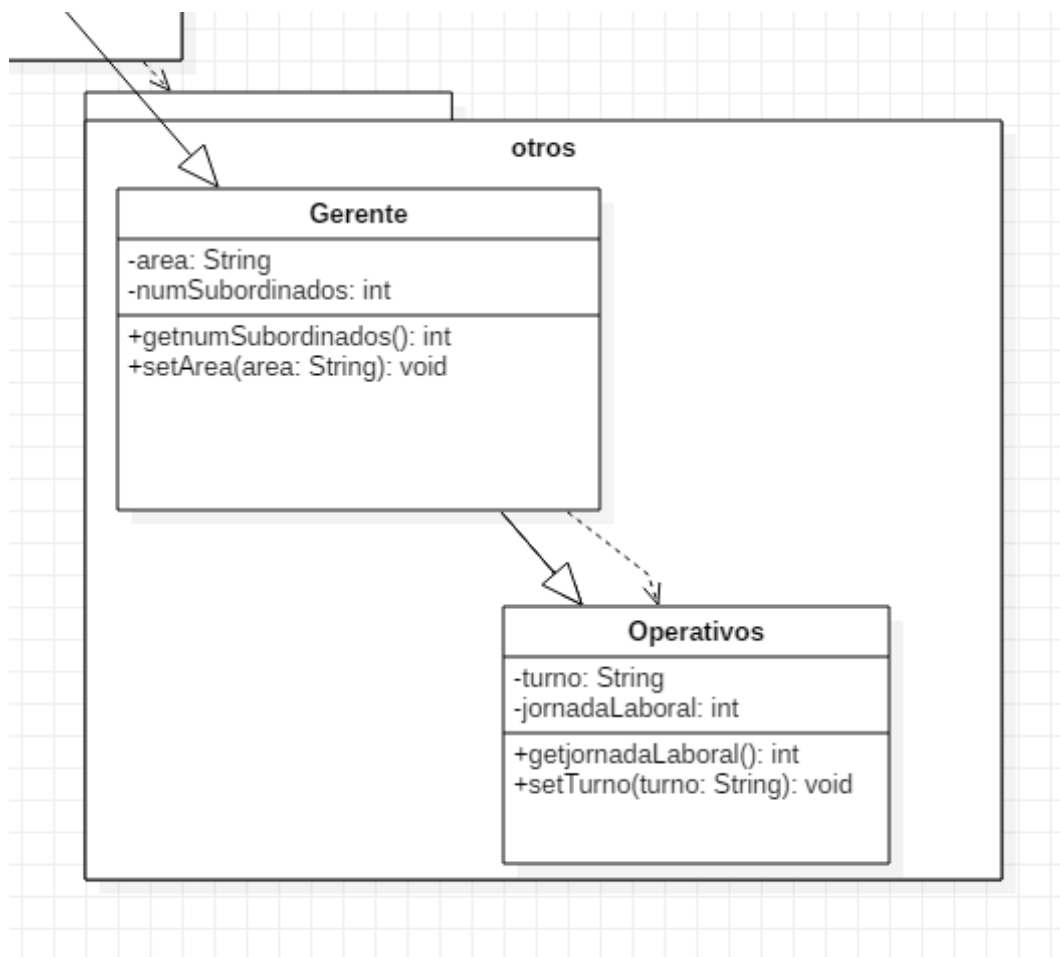 otros
Gerente
-area: String
-numSubordinados: int
+getnumSubordinados(): int
+setArea(area: String): void
Operativos
-turno: String
-jornadaLaboral: int
+getjornadaLaboral(): int
+setTurno(turno: String): void